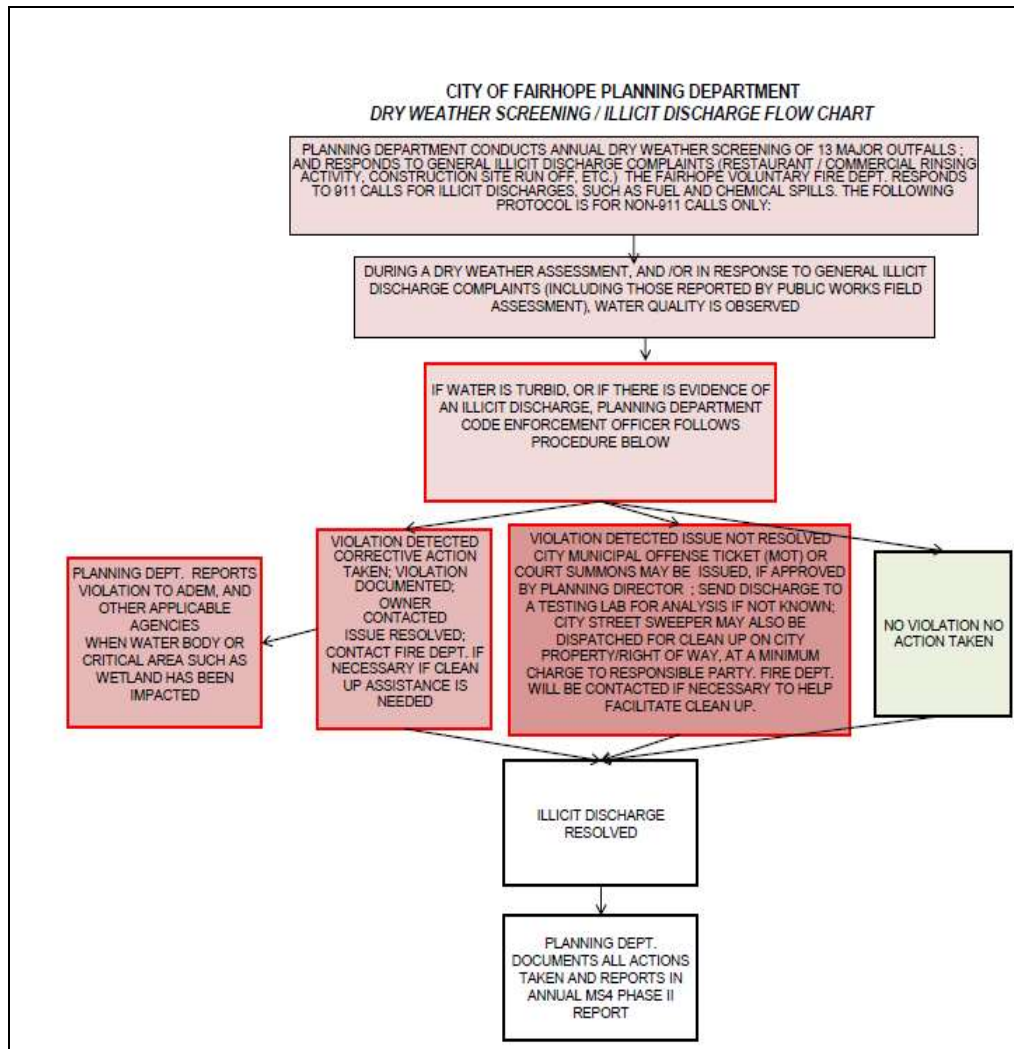 CITY OF FAIRHOPE PLANNING DEPARTMENT
DRY WEATHER SCREENING / ILLICIT DISCHARGE FLOW CHART
PLANNING DEPARTMENT CONDUCTS ANNUAL DRY WEATHER SCREENING OF 13 MAJOR OUTFALLS ;
AND RESPONDS TO GENERAL ILLICIT DISCHARGE COMPLAINTS (RESTAURANT / COMMERCIAL RINSING
ACTIVITY, CONSTRUCTION SITE RUN OFF, ETC.) THE FAIRHOPE VOLUNTARY FIRE DEPT. RESPONDS
TO 911 CALLS FOR ILLICIT DISCHARGES, SUCH AS FUEL AND CHEMICAL SPILLS. THE FOLLOWING
PROTOCOL IS FOR NON-911 CALLS ONLY:
DURING A DRY WEATHER ASSESSMENT, AND /OR IN RESPONSE TO GENERAL ILLICIT
DISCHARGE COMPLAINTS (INCLUDING THOSE REPORTED BY PUBLIC WORKS FIELD
ASSESSMENT), WATER QUALITY IS OBSERVED
IF WATER IS TURBID, OR IF THERE IS EVIDENCE OF
AN ILLICIT DISCHARGE, PLANNING DEPARTMENT
CODE ENFORCEMENT OFFICER FOLLOWS
PROCEDURE BELOW
PLANNING DEPT. REPORTS
VIOLATION TO ADEM, AND
OTHER APPLICABLE
AGENCIES
WHEN WATER BODY OR
CRITICAL AREA SUCH AS
WETLAND HAS BEEN
IMPACTED
VIOLATION DETECTED
CORRECTIVE ACTION
TAKEN; VIOLATION
DOCUMENTED;
OWNER
CONTACTED
ISSUE RESOLVED;
CONTACT FIRE DEPT. IF
NECESSARY IF CLEAN
UP ASSISTANCE IS
NEEDED
VIOLATION DETECTED ISSUE NOT RESOLVED
CITY MUNICIPAL OFFENSE TICKET (MOT) OR
COURT SUMMONS MAY BE ISSUED, IF APPROVED
BY PLANNING DIRECTOR ; SEND DISCHARGE TO
A TESTING LAB FOR ANALYSIS IF NOT KNOWN;
CITY STREET SWEEPER MAY ALSO BE
DISPATCHED FOR CLEAN UP ON CITY
PROPERTY/RIGHT OF WAY, AT A MINIMUM
CHARGE TO RESPONSIBLE PARTY. FIRE DEPT.
WILL BE CONTACTED IF NECESSARY TO HELP
FACILITATE CLEAN UP.
NO VIOLATION NO
ACTION TAKEN
ILLICIT DISCHARGE
RESOLVED
PLANNING DEPT.
DOCUMENTS ALL ACTIONS
TAKEN AND REPORTS IN
ANNUAL MS4 PHASE II
REPORT